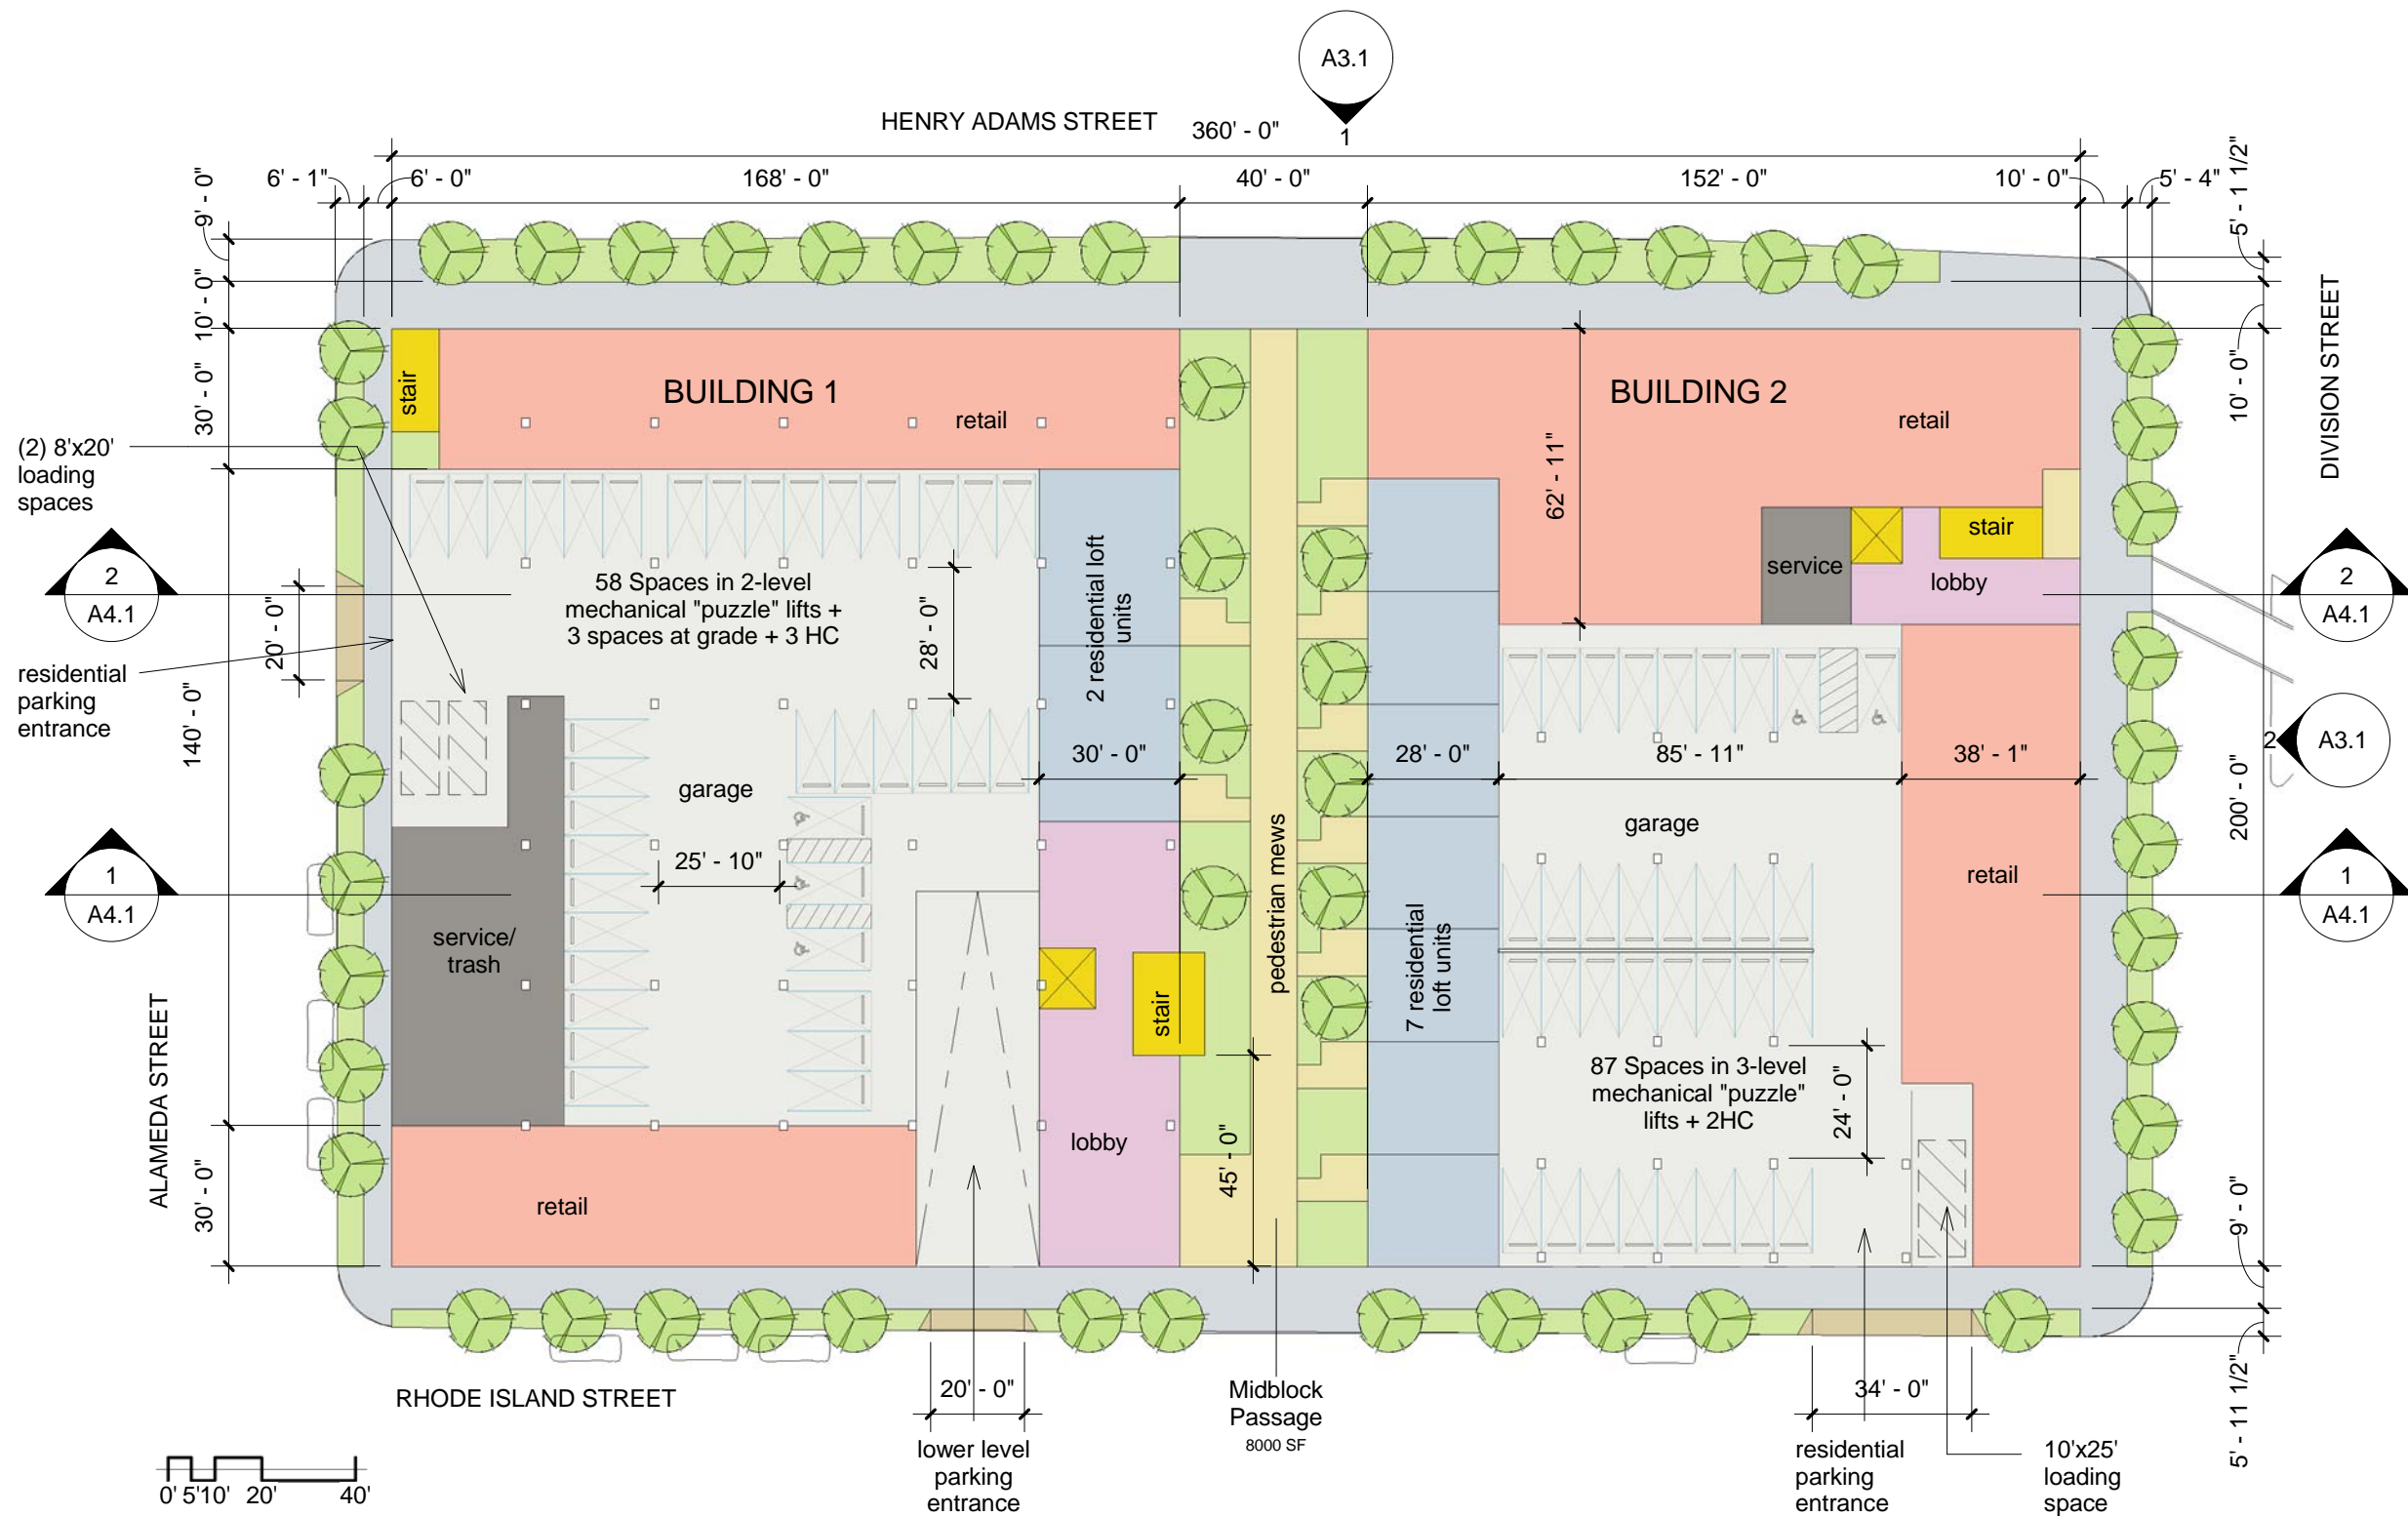 A3.1
1
HENRY ADAMS STREET
360' - 0"
6' - 1"
6' - 0"
168' - 0"
40' - 0"
152' - 0"
10' - 0"
5' - 4"
9' - 0"
10' - 0"
30' - 0"
140' - 0"
30' - 0"
5' - 1 1/2"
10' - 0"
200' - 0"
9' - 0"
5' - 11 1/2"
DIVISION STREET
ALAMEDA STREET
(2) 8'x20'
loading
spaces
2
A4.1
20' - 0"
residential
parking
entrance
1
A4.1
stair
BUILDING 1
retail
58 Spaces in 2-level
mechanical "puzzle" lifts +
3 spaces at grade + 3 HC
28' - 0"
2 residential loft
units
30' - 0"
garage
25' - 10"
service/
trash
stair
lobby
retail
pedestrian mews
45' - 0"
BUILDING 2
retail
62' - 11"
service
stair
lobby
28' - 0"
85' - 11"
38' - 1"
garage
retail
7 residential
loft units
87 Spaces in 3-level
mechanical "puzzle"
lifts + 2HC
24' - 0"
2
A4.1
2
A3.1
1
A4.1
RHODE ISLAND STREET
20' - 0"
lower level
parking
entrance
Midblock
Passage
8000 SF
34' - 0"
residential
parking
entrance
10'x25'
loading
space
0' 5'10' 20' 40'